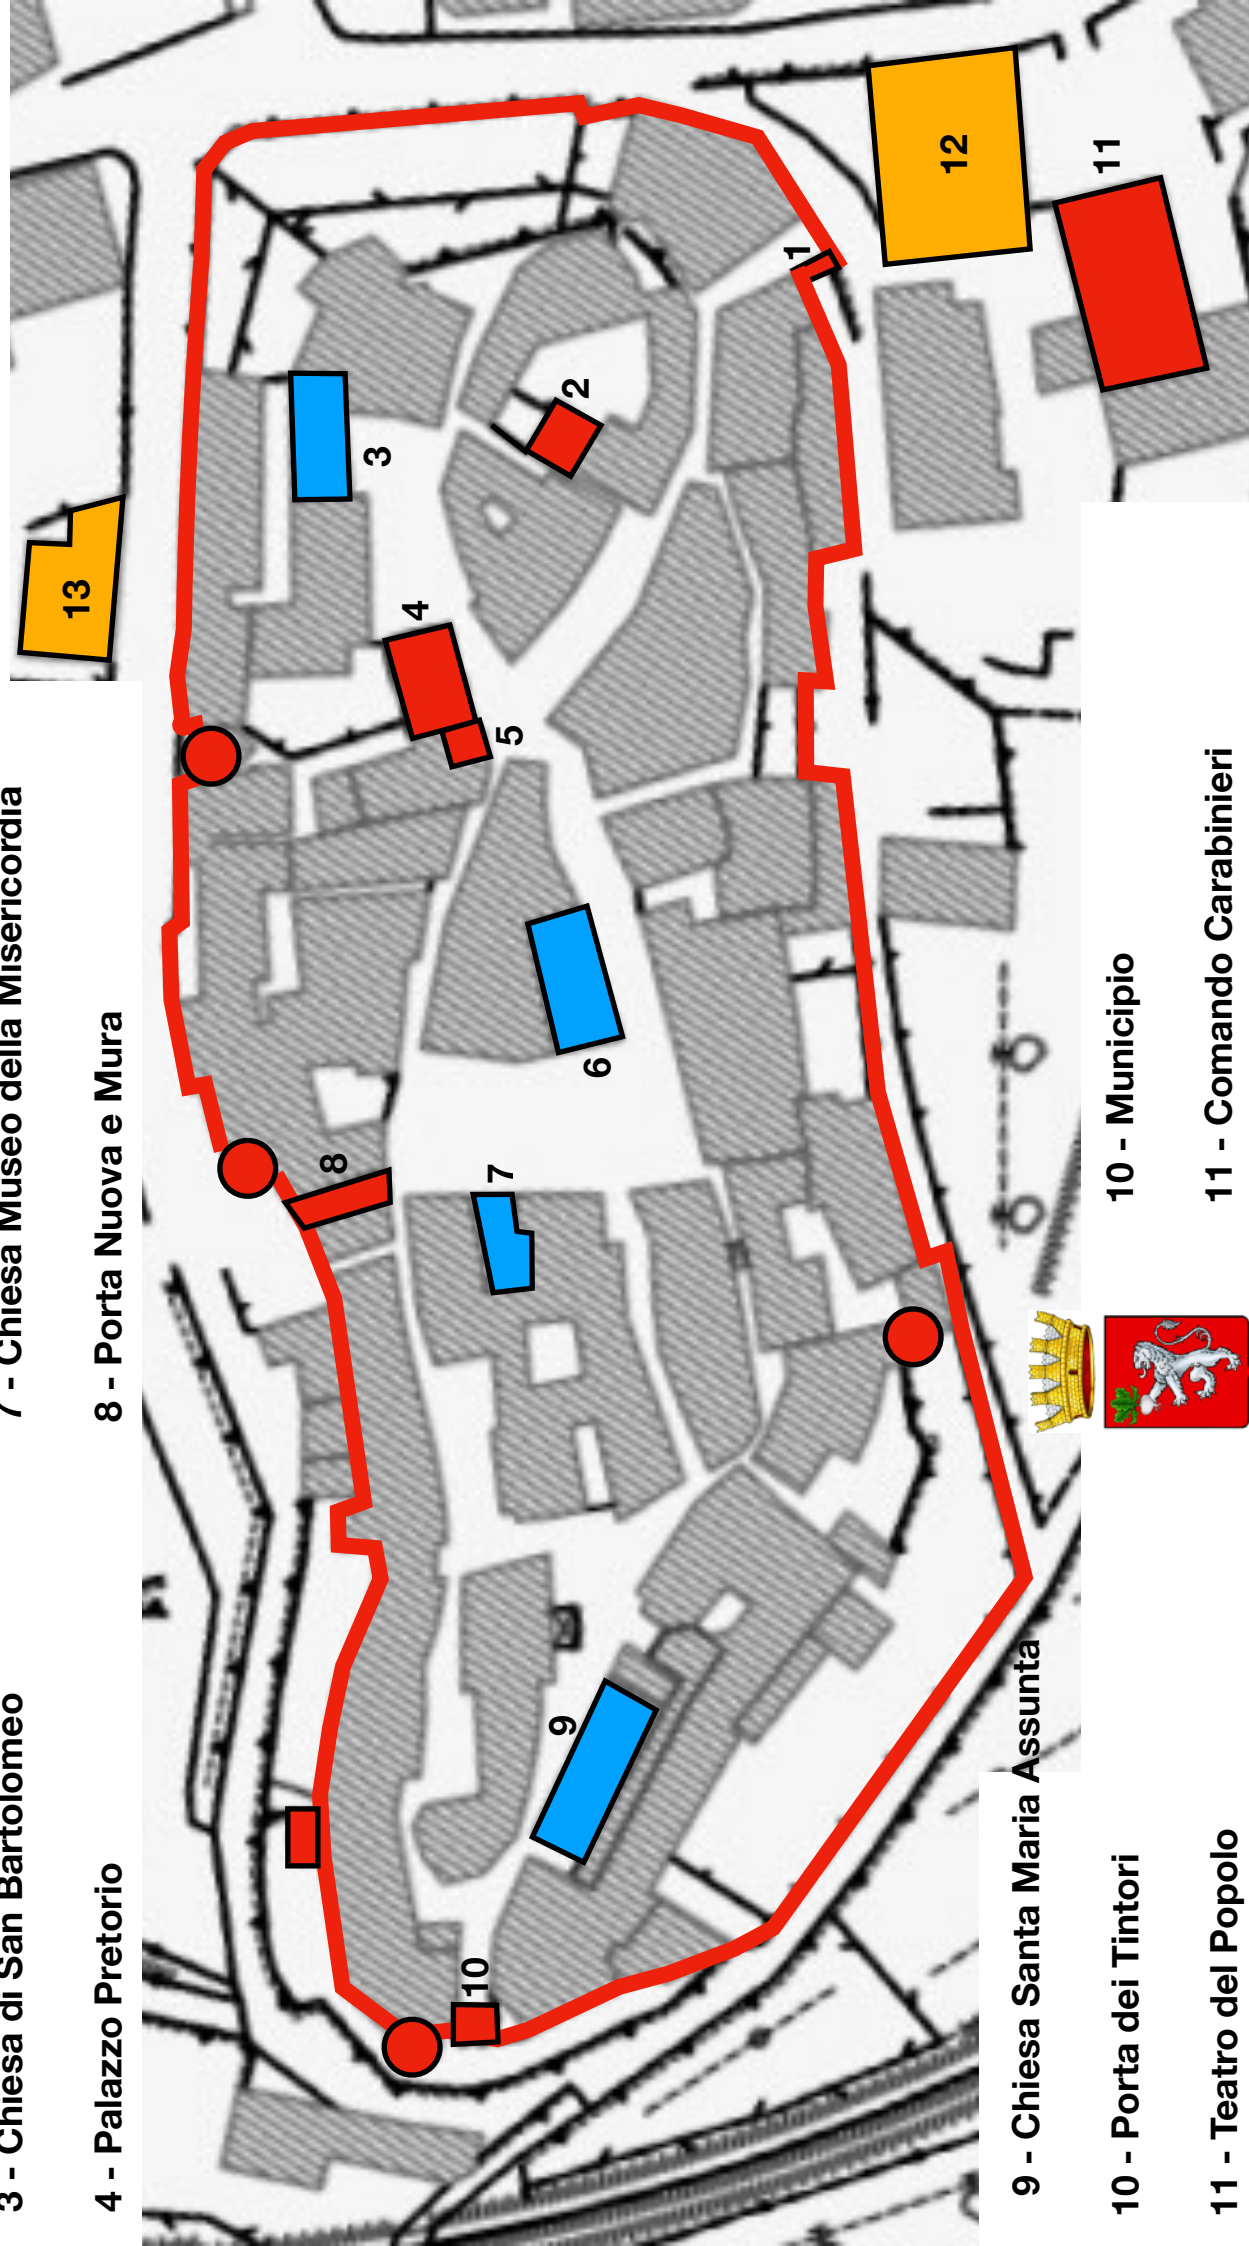 3 - Chiesa di San Bartolomeo
7 - Chiesa Museo della Misericordia
4 - Palazzo Pretorio
8 - Porta Nuova e Mura
13
8
3
4
10
7
5
2
9
6
1
12
11
9 - Chiesa Santa Maria Assunta
10 - Porta dei Tintori
10 - Municipio
11 - Teatro del Popolo
11 - Comando Carabinieri